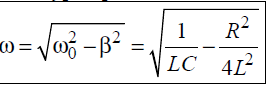 ω = √(ω₀² − β²) = √(1/LC − R²/4L²)